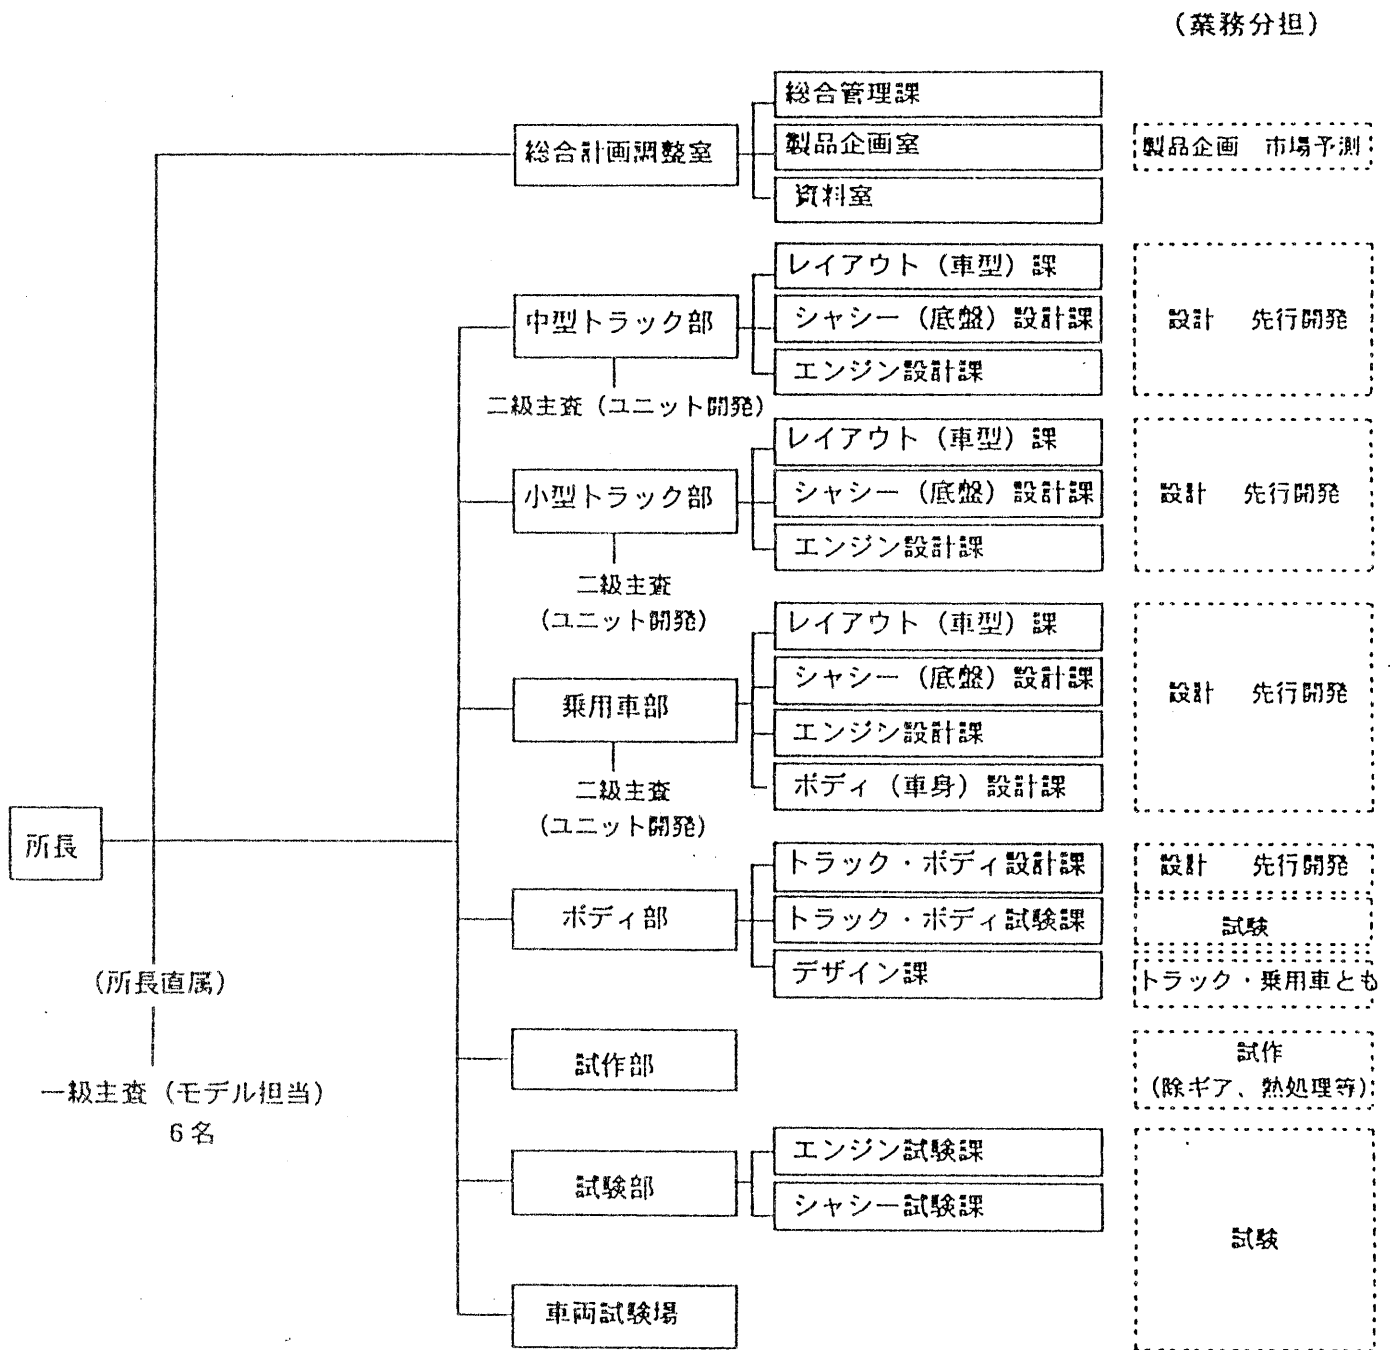 (業務分担)
総合管理課
総合計画調整室
製品企画室
製品企画 市場予測
資料室
レイアウト (車型) 課
中型トラック部
シャシー (底盤) 設計課
設計 先行開発
エンジン設計課
二級主査 (ユニット開発)
レイアウト (車型) 課
小型トラック部
シャシー (底盤) 設計課
設計 先行開発
エンジン設計課
二級主査
(ユニット開発)
レイアウト (車型) 課
シャシー (底盤) 設計課
乗用車部
設計 先行開発
エンジン設計課
二級主査
(ユニット開発)
ボディ (車身) 設計課
所長
トラック・ボディ設計課
設計 先行開発
ボディ部
トラック・ボディ試験課
試験
デザイン課
トラック・乗用車とも
(所長直属)
一級主査 (モデル担当)
6名
試作部
試作
(除ギア、熱処理等)
エンジン試験課
試験部
シャシー試験課
試験
車両試験場